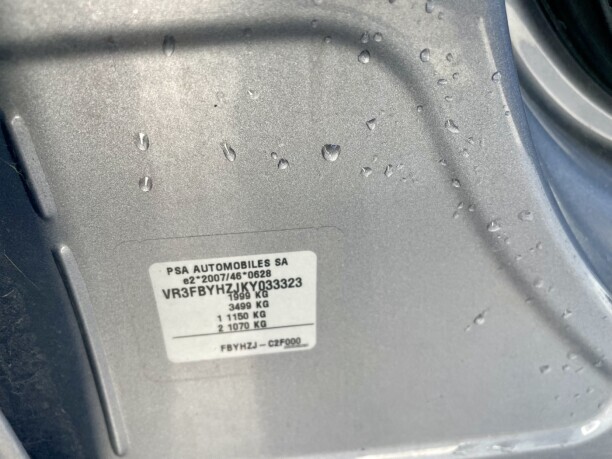 PSA AUTOMOBILES SA
e2*2007/46*0628
VR3FBYHZJKY033323
1999 KG
3499 KG
1 1150 KG
2 1070 KG
FBYHZJ-C2F000